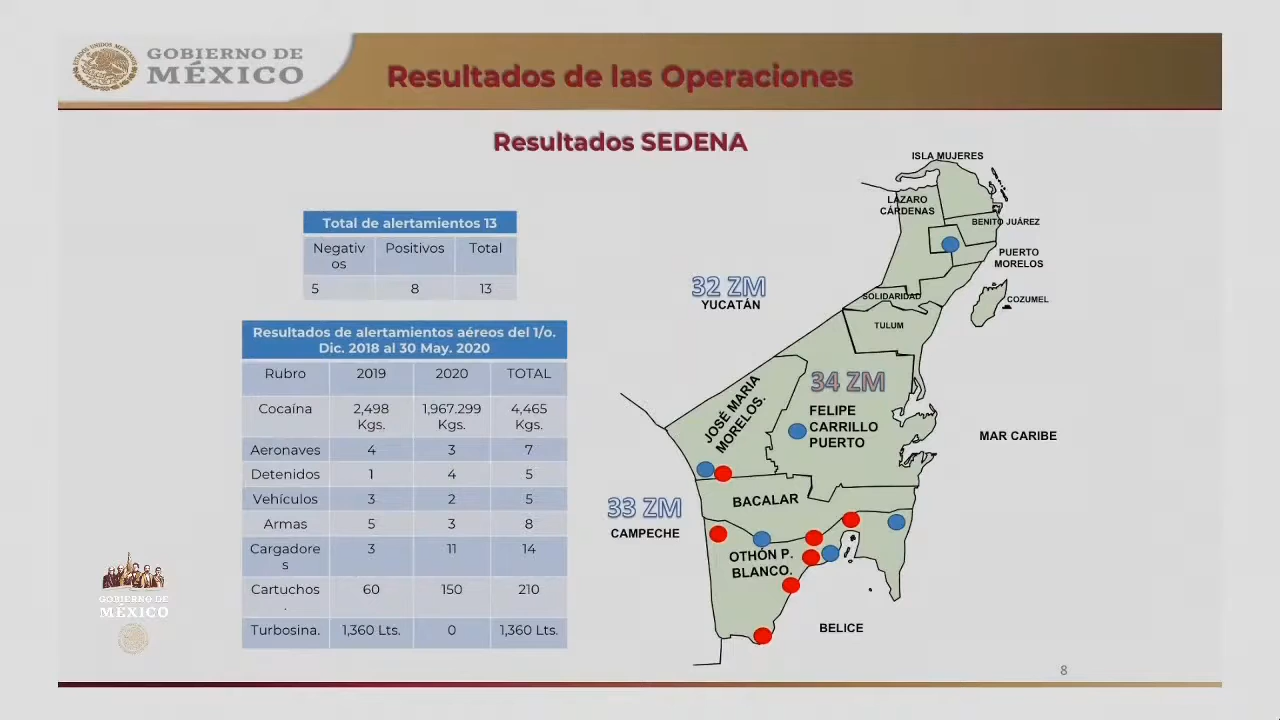 GOBIERNO DE
MÉXICO
Resultados de las Operaciones
Resultados SEDENA
Total de alertamientos 13
Negativ
os
Positivos
Total
5 8 13
Resultados de alertamientos aéreos del 1/o.
Dic. 2018 al 30 May. 2020
Rubro 2019 2020 TOTAL
Cocaína 2,498 1,967.299 4,465
Kgs. Kgs. Kgs.
Aeronaves 4 3 7
Detenidos 1 4 5
Vehículos 3 2 5
Armas 5 3 8
Cargadore 3 11 14
s
Cartuchos 60 150 210
.
Turbosina. 1,360 Lts. 0 1,360 Lts.
ISLA MUJERES
LÁZARO
CÁRDENAS
BENITO JUÁREZ
PUERTO
MORELOS
32 ZM
YUCATÁN
SOLIDARIDAD
COZUMEL
TULUM
34 ZM
JOSÉ MARIA
MORELOS.
FELIPE
CARRILLO
PUERTO
MAR CARIBE
33 ZM
CAMPECHE
BACALAR
OTHÓN P.
BLANCO.
BELICE
GOBIERNO DE
MÉXICO
8